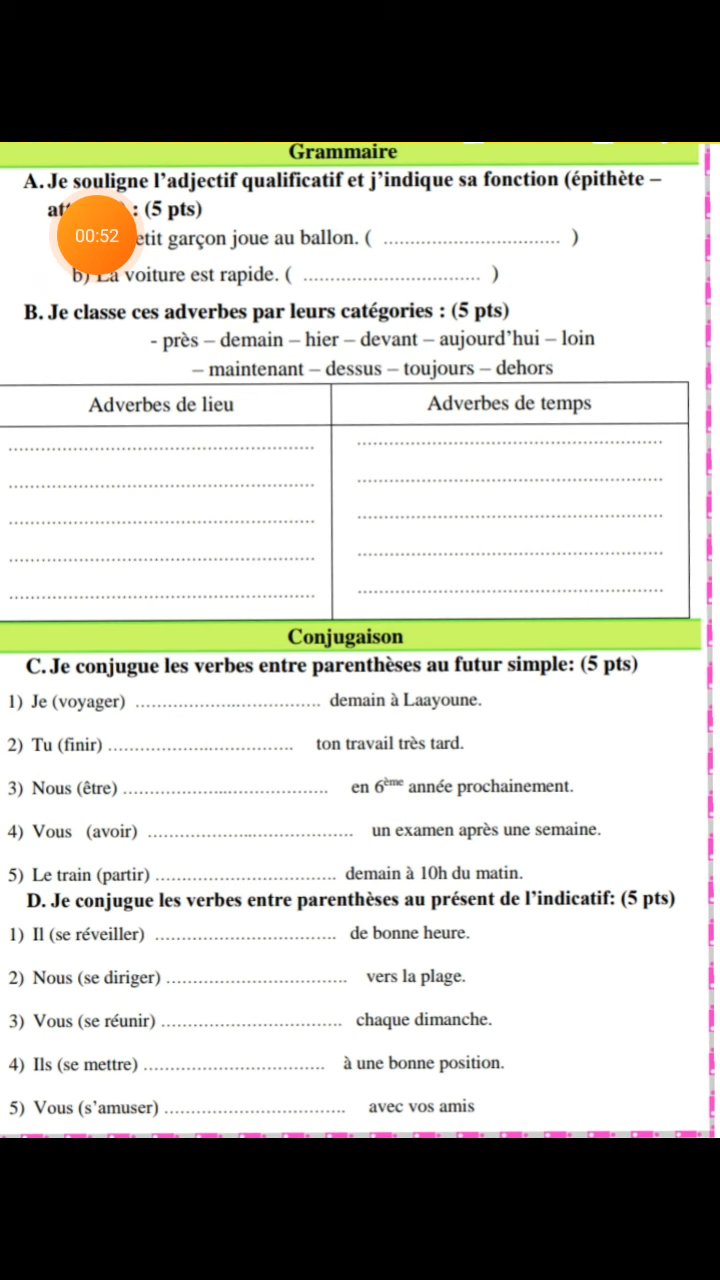 Grammaire
A. Je souligne l'adjectif qualificatif et j'indique sa fonction (épithète –
: (5 pts)
garçon joue au ballon. ( .................................... )
b) La voiture est rapide. ( .................................... )
B. Je classe ces adverbes par leurs catégories : (5 pts)
- près – demain – hier – devant – aujourd'hui – loin
– maintenant – dessus – toujours – dehors
Adverbes de lieu Adverbes de temps
Conjugaison
C. Je conjugue les verbes entre parenthèses au futur simple: (5 pts)
1) Je (voyager) .................................... demain à Laayoune.
2) Tu (finir) .................................... ton travail très tard.
3) Nous (être) .................................... en 6ème année prochainement.
4) Vous (avoir) .................................... un examen après une semaine.
5) Le train (partir) .................................... demain à 10h du matin.
D. Je conjugue les verbes entre parenthèses au présent de l'indicatif: (5 pts)
1) Il (se réveiller) .................................... de bonne heure.
2) Nous (se diriger) .................................... vers la plage.
3) Vous (se réunir) .................................... chaque dimanche.
4) Ils (se mettre) .................................... à une bonne position.
5) Vous (s'amuser) .................................... avec vos amis
00:52